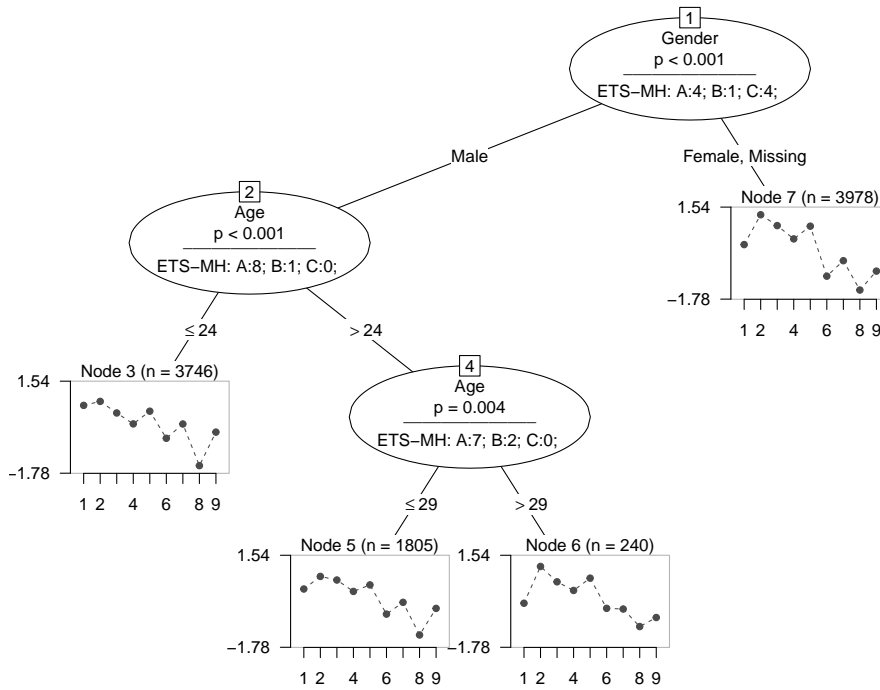 1
Gender
p < 0.001
ETS−MH: A:4; B:1; C:4;
Male
Female, Missing
2
Age
p < 0.001
ETS−MH: A:8; B:1; C:0;
Node 7 (n = 3978)
1.54
−1.78
1 2 4 6 8 9
≤ 24
> 24
Node 3 (n = 3746)
1.54
−1.78
1 2 4 6 8 9
4
Age
p = 0.004
ETS−MH: A:7; B:2; C:0;
≤ 29
> 29
Node 5 (n = 1805)
1.54
−1.78
1 2 4 6 8 9
Node 6 (n = 240)
1.54
−1.78
1 2 4 6 8 9